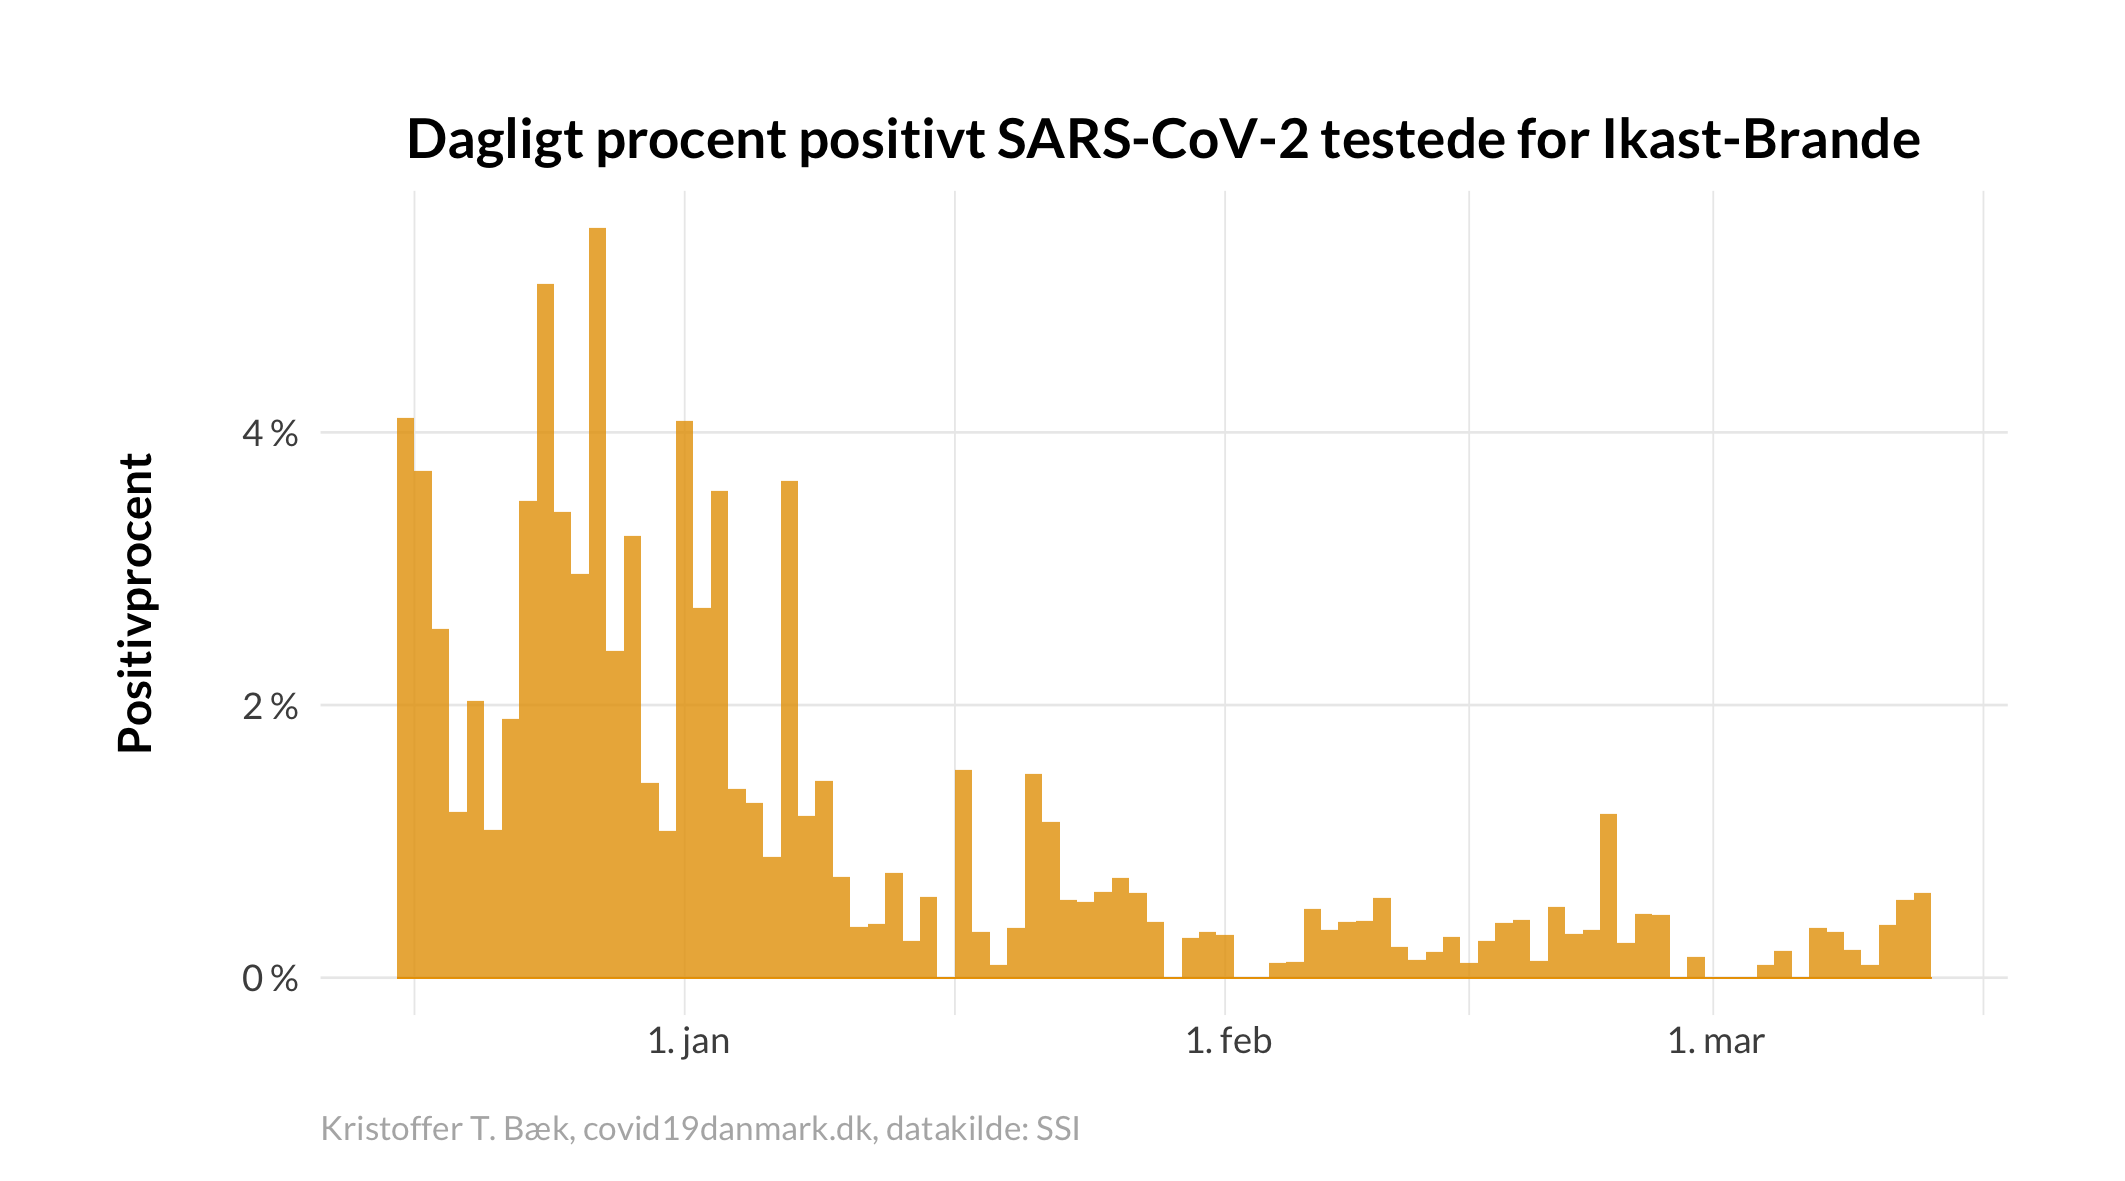 Dagligt procent positivt SARS-CoV-2 testede for Ikast-Brande
Positivprocent
4 %
2 %
0 %
1. jan
1. feb
1. mar
Kristoffer T. Bæk, covid19danmark.dk, datakilde: SSI